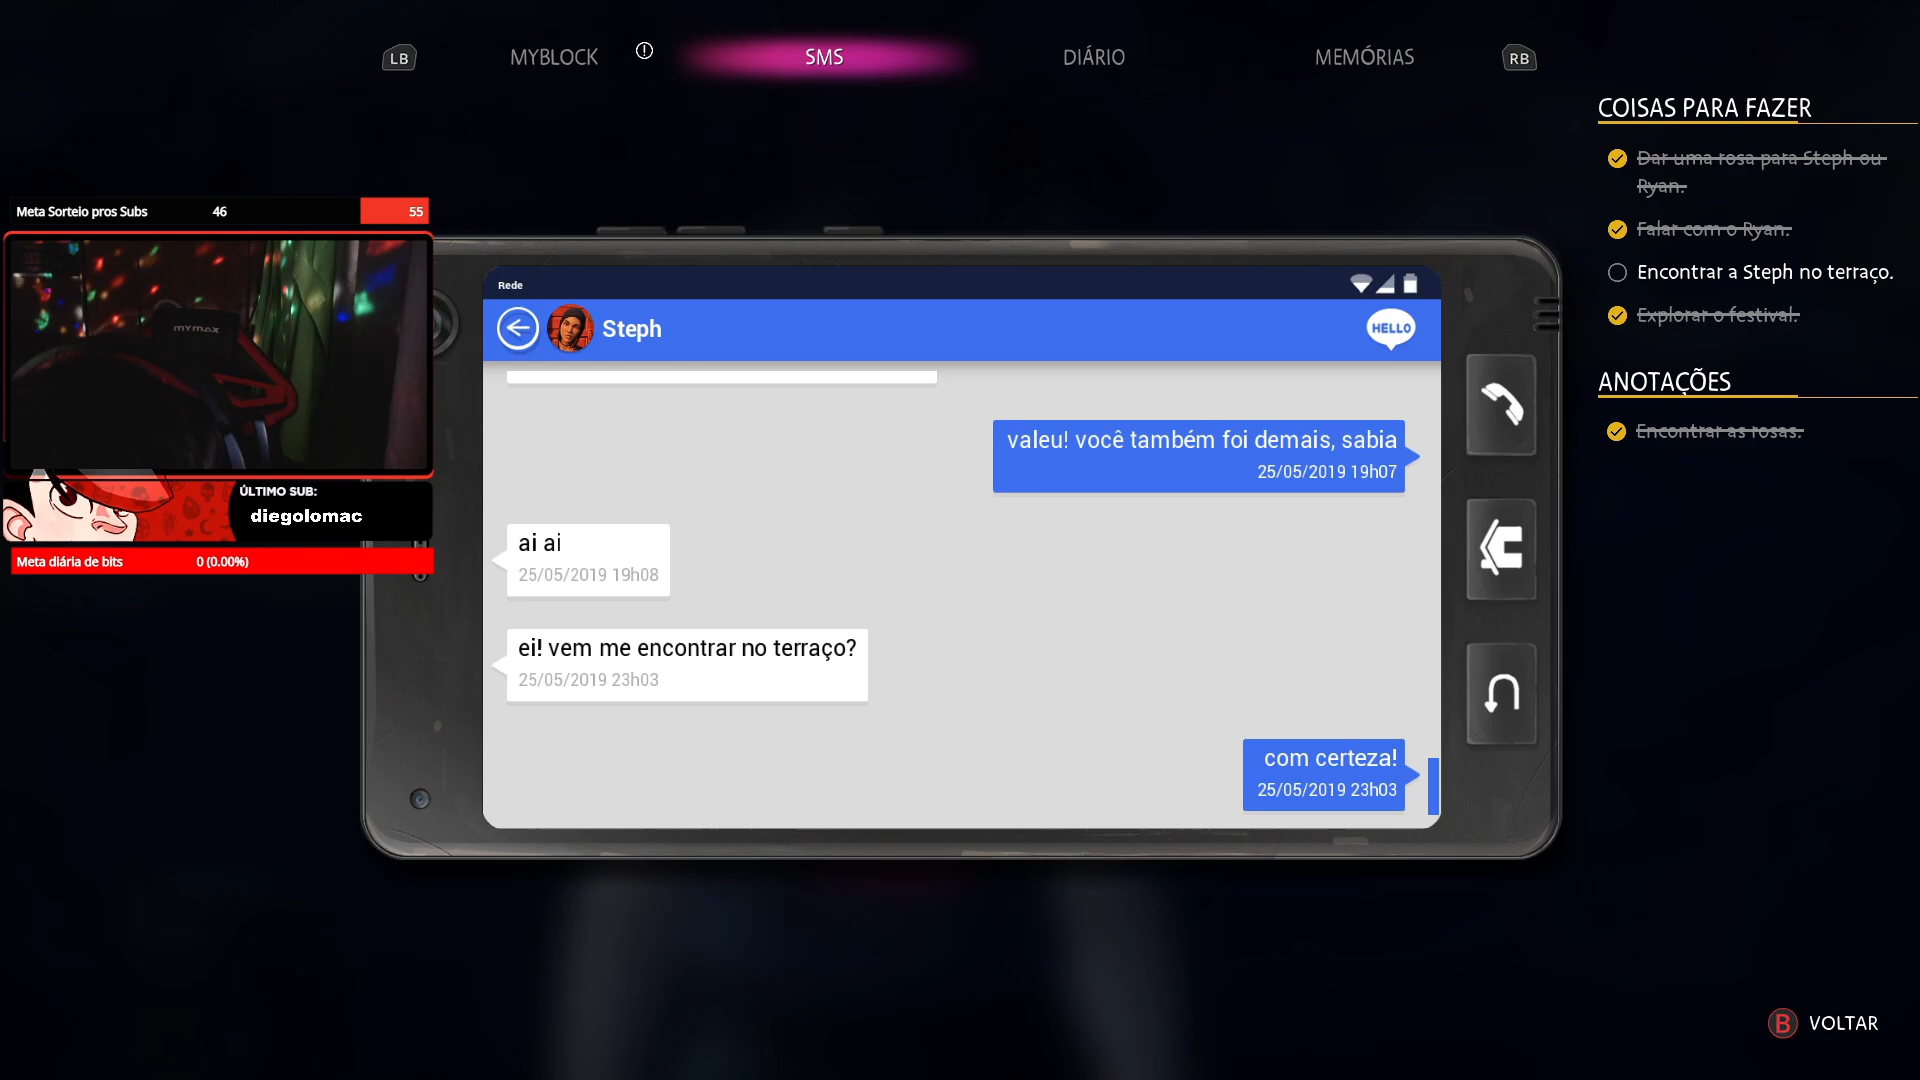 LB
MYBLOCK
SMS
DIÁRIO
MEMÓRIAS
RB
COISAS PARA FAZER
Dar uma rosa para Steph ou
Ryan.
Falar com o Ryan.
Encontrar a Steph no terraço.
Explorar o festival.
ANOTAÇÕES
Encontrar as rosas.
Meta Sorteio pros Subs 46 55
MYMAX
ÚLTIMO SUB:
diegolomac
Meta diária de bits 0 (0.00%)
Rede
Steph
HELLO
valeu! você também foi demais, sabia
25/05/2019 19h07
ai ai
25/05/2019 19h08
ei! vem me encontrar no terraço?
25/05/2019 23h03
com certeza!
25/05/2019 23h03
B VOLTAR